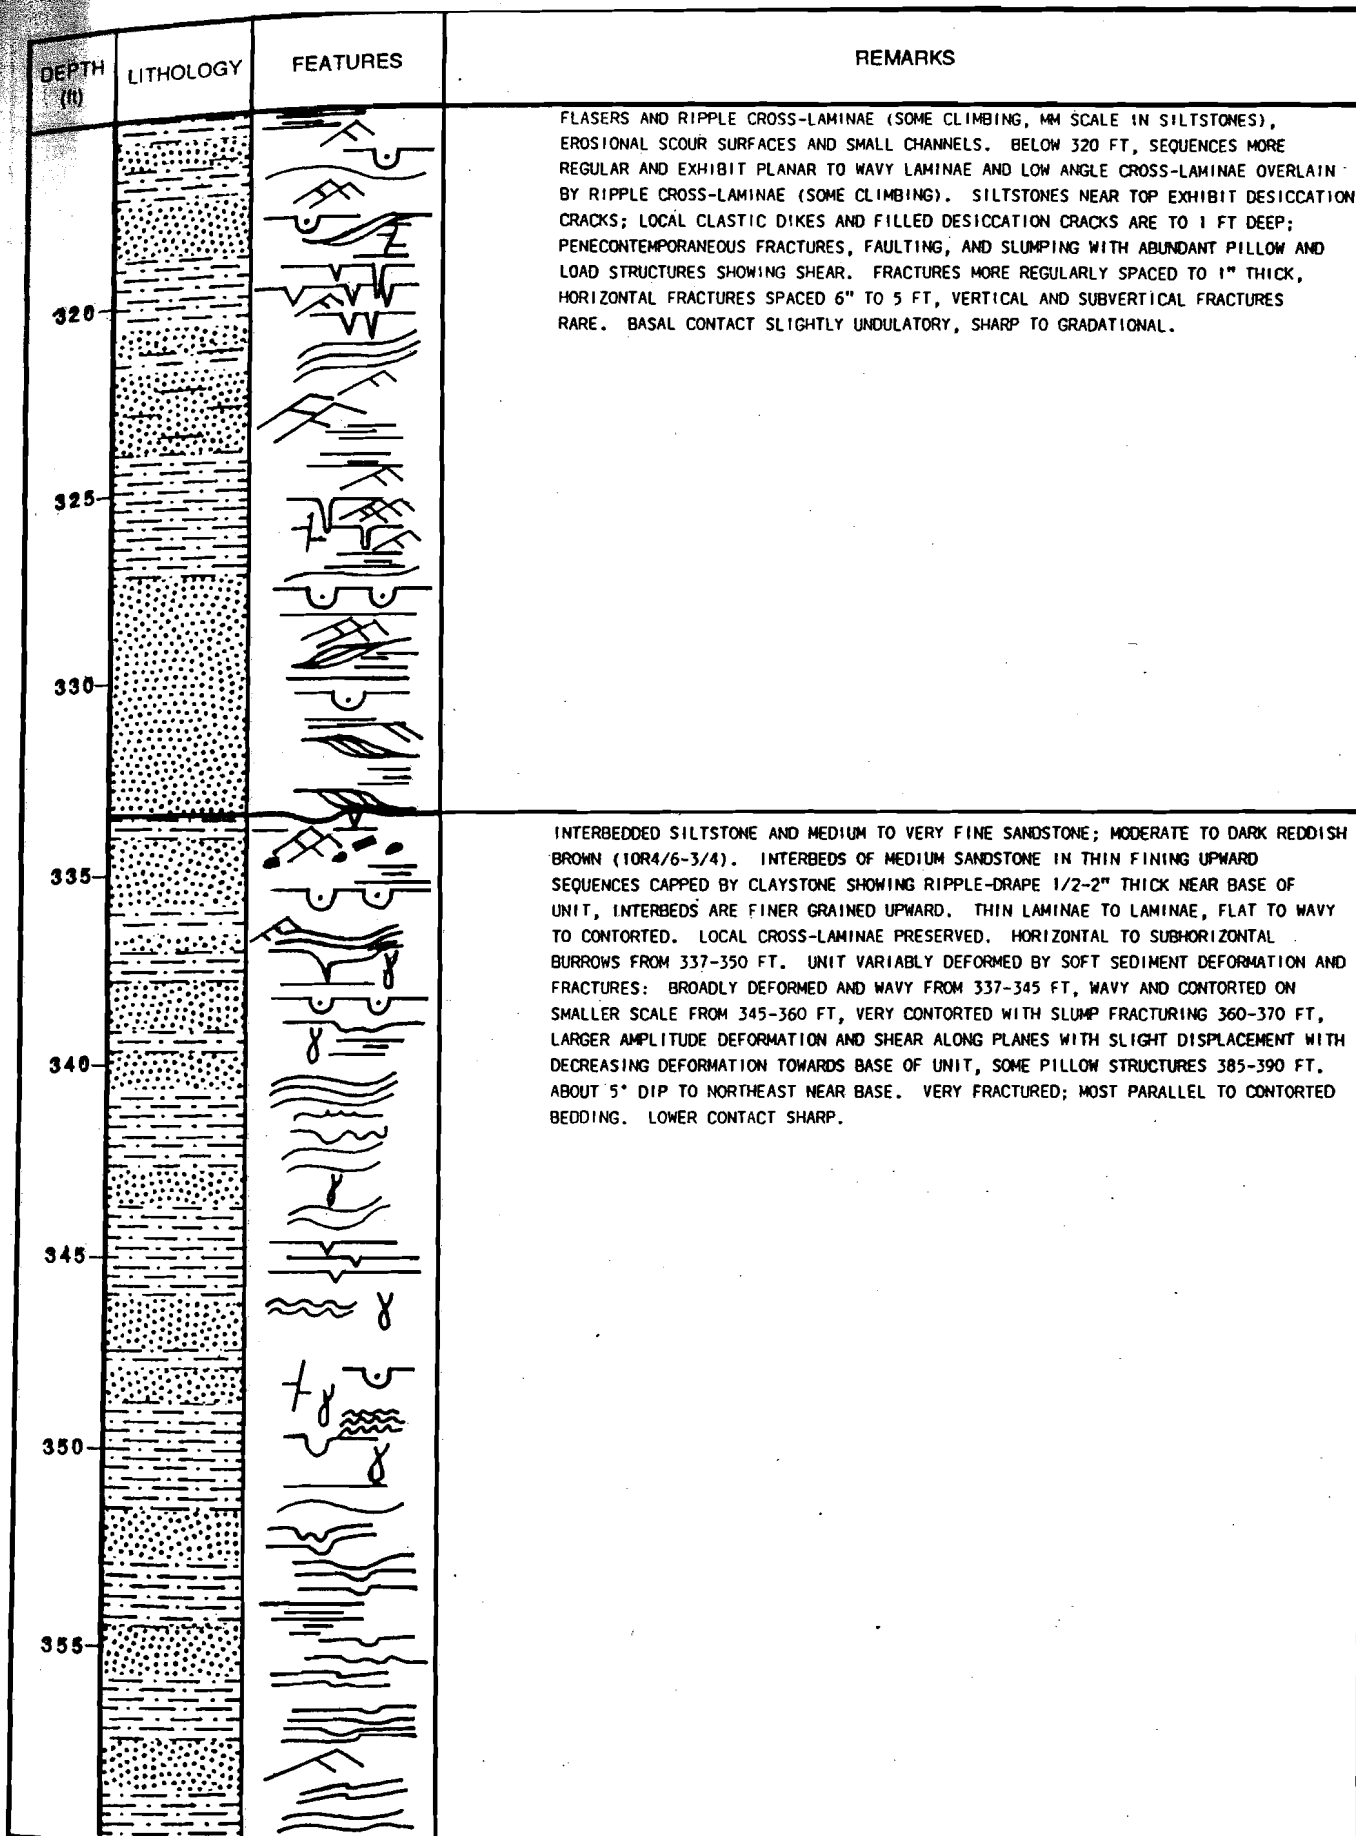 DEPTH
(ft)
LITHOLOGY
FEATURES
REMARKS
FLASERS AND RIPPLE CROSS-LAMINAE (SOME CLIMBING, MM SCALE IN SILTSTONES),
EROSIONAL SCOUR SURFACES AND SMALL CHANNELS. BELOW 320 FT, SEQUENCES MORE
REGULAR AND EXHIBIT PLANAR TO WAVY LAMINAE AND LOW ANGLE CROSS-LAMINAE OVERLAIN
BY RIPPLE CROSS-LAMINAE (SOME CLIMBING). SILTSTONES NEAR TOP EXHIBIT DESICCATION
CRACKS; LOCAL CLASTIC DIKES AND FILLED DESICCATION CRACKS ARE TO 1 FT DEEP;
PENECONTEMPORANEOUS FRACTURES, FAULTING, AND SLUMPING WITH ABUNDANT PILLOW AND
LOAD STRUCTURES SHOWING SHEAR. FRACTURES MORE REGULARLY SPACED TO 1" THICK,
HORIZONTAL FRACTURES SPACED 6" TO 5 FT, VERTICAL AND SUBVERTICAL FRACTURES
RARE. BASAL CONTACT SLIGHTLY UNDULATORY, SHARP TO GRADATIONAL.
320
325
330
INTERBEDDED SILTSTONE AND MEDIUM TO VERY FINE SANDSTONE; MODERATE TO DARK REDDISH
BROWN (10R4/6-3/4). INTERBEDS OF MEDIUM SANDSTONE IN THIN FINING UPWARD
SEQUENCES CAPPED BY CLAYSTONE SHOWING RIPPLE-DRAPE 1/2-2" THICK NEAR BASE OF
UNIT, INTERBEDS ARE FINER GRAINED UPWARD. THIN LAMINAE TO LAMINAE, FLAT TO WAVY
TO CONTORTED. LOCAL CROSS-LAMINAE PRESERVED. HORIZONTAL TO SUBHORIZONTAL
BURROWS FROM 337-350 FT. UNIT VARIABLY DEFORMED BY SOFT SEDIMENT DEFORMATION AND
FRACTURES: BROADLY DEFORMED AND WAVY FROM 337-345 FT, WAVY AND CONTORTED ON
SMALLER SCALE FROM 345-360 FT, VERY CONTORTED WITH SLUMP FRACTURING 360-370 FT,
LARGER AMPLITUDE DEFORMATION AND SHEAR ALONG PLANES WITH SLIGHT DISPLACEMENT WITH
DECREASING DEFORMATION TOWARDS BASE OF UNIT, SOME PILLOW STRUCTURES 385-390 FT.
ABOUT 5° DIP TO NORTHEAST NEAR BASE. VERY FRACTURED; MOST PARALLEL TO CONTORTED
BEDDING. LOWER CONTACT SHARP.
335
340
345
350
355